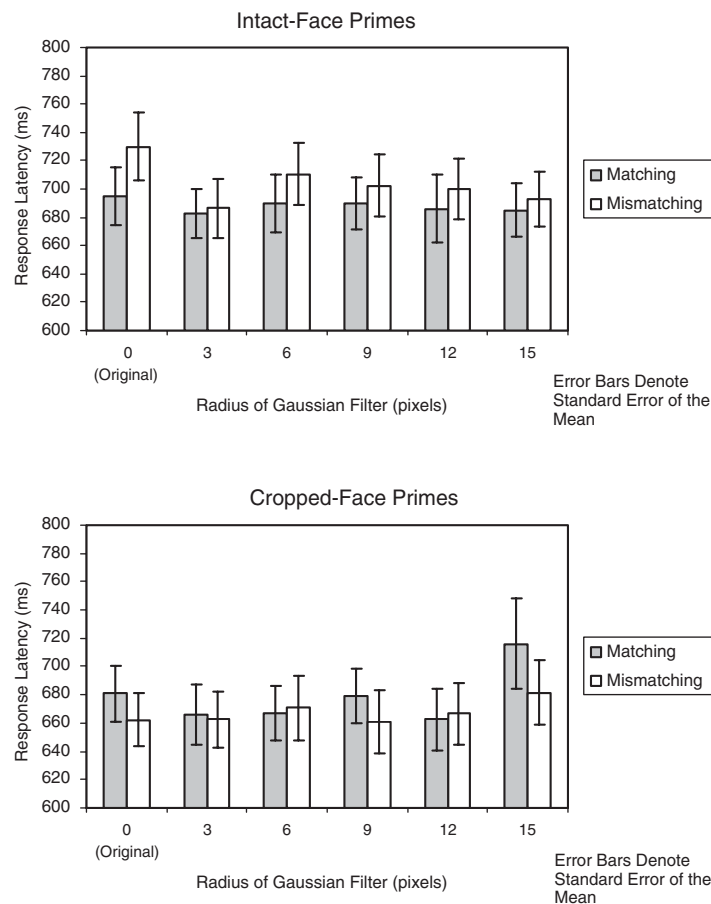 Intact-Face Primes
800
780
760
740
720
700
680
660
640
620
600
Response Latency (ms)
Matching
Mismatching
0 3 6 9 12 15
(Original)
Radius of Gaussian Filter (pixels)
Error Bars Denote
Standard Error of the
Mean
Cropped-Face Primes
800
780
760
740
720
700
680
660
640
620
600
Response Latency (ms)
Matching
Mismatching
0 3 6 9 12 15
(Original)
Radius of Gaussian Filter (pixels)
Error Bars Denote
Standard Error of the
Mean